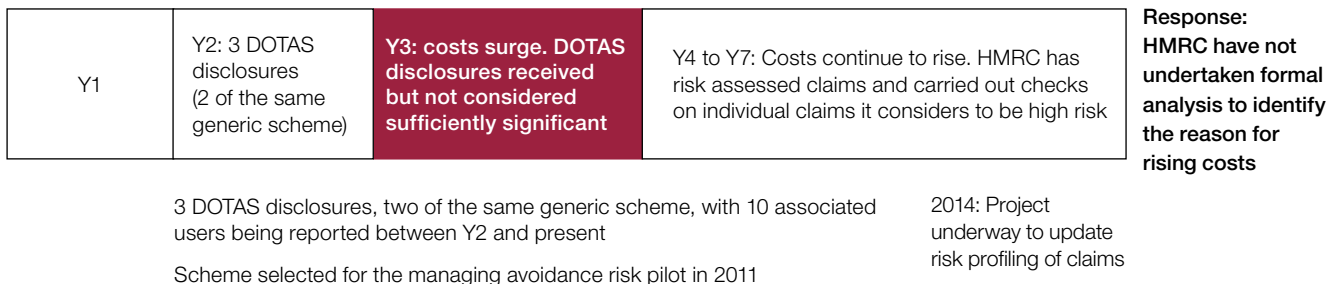 Y1
Y2: 3 DOTAS
disclosures
(2 of the same
generic scheme)
Y3: costs surge. DOTAS
disclosures received
but not considered
sufficiently significant
Y4 to Y7: Costs continue to rise. HMRC has
risk assessed claims and carried out checks
on individual claims it considers to be high risk
Response:
HMRC have not
undertaken formal
analysis to identify
the reason for
rising costs
3 DOTAS disclosures, two of the same generic scheme, with 10 associated
users being reported between Y2 and present
Scheme selected for the managing avoidance risk pilot in 2011
2014: Project
underway to update
risk profiling of claims